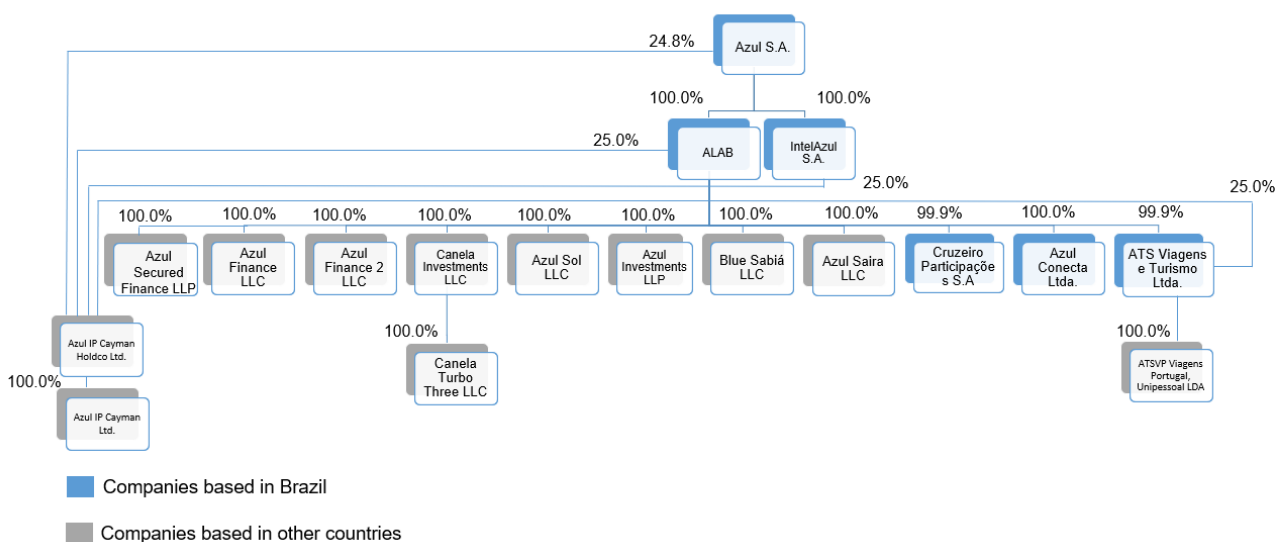 24.8%
Azul S.A.
100.0%
100.0%
25.0%
ALAB
IntelAzul
S.A.
25.0%
25.0%
100.0%
100.0%
100.0%
100.0%
100.0%
100.0%
100.0%
100.0%
99.9%
100.0%
99.9%
Azul
Secured
Finance LLP
Azul
Finance
LLC
Azul
Finance 2
LLC
Canela
Investments
LLC
Azul Sol
LLC
Azul
Investments
LLP
Blue Sabiá
LLC
Azul Saira
LLC
Cruzeiro
Participaçõe
s S.A
Azul
Conecta
Ltda.
ATS Viagens
e Turismo
Ltda.
Azul IP Cayman
Holdco Ltd.
100.0%
Canela
Turbo
Three LLC
100.0%
ATSVP Viagens
Portugal,
Unipessoal LDA
100.0%
Azul IP Cayman
Ltd.
Companies based in Brazil
Companies based in other countries